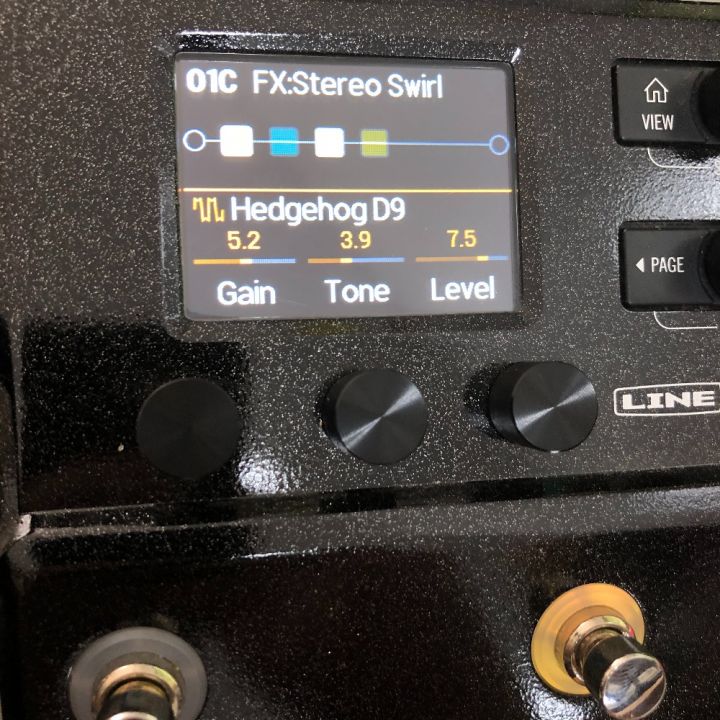 01C FX:Stereo Swirl
Hedgehog D9
5.2 3.9 7.5
Gain Tone Level
VIEW
PAGE
LINE